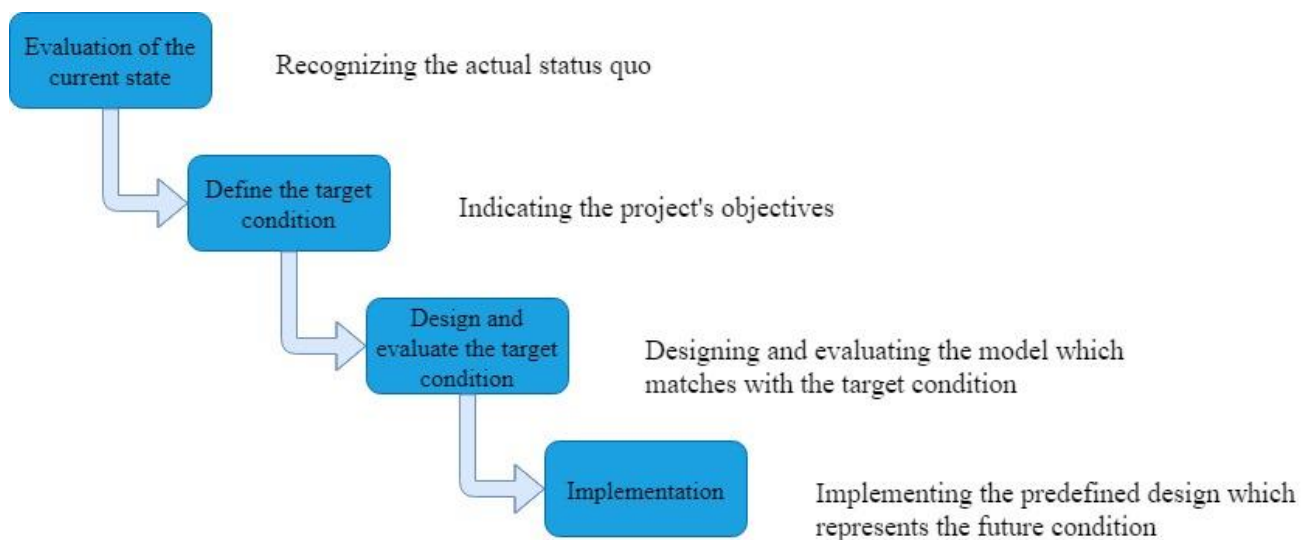 Evaluation of the
current state
Recognizing the actual status quo
Define the target
condition
Indicating the project's objectives
Design and
evaluate the target
condition
Designing and evaluating the model which
matches with the target condition
Implementation
Implementing the predefined design which
represents the future condition